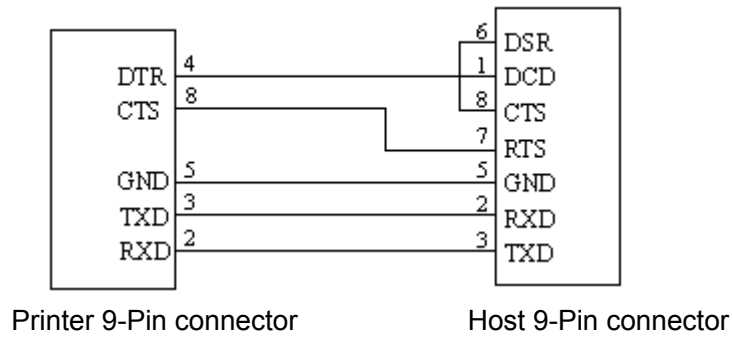 6 DSR
DTR 4 1 DCD
CTS 8 8 CTS
7 RTS
GND 5 5 GND
TXD 3 2 RXD
RXD 2 3 TXD
Printer 9-Pin connector Host 9-Pin connector